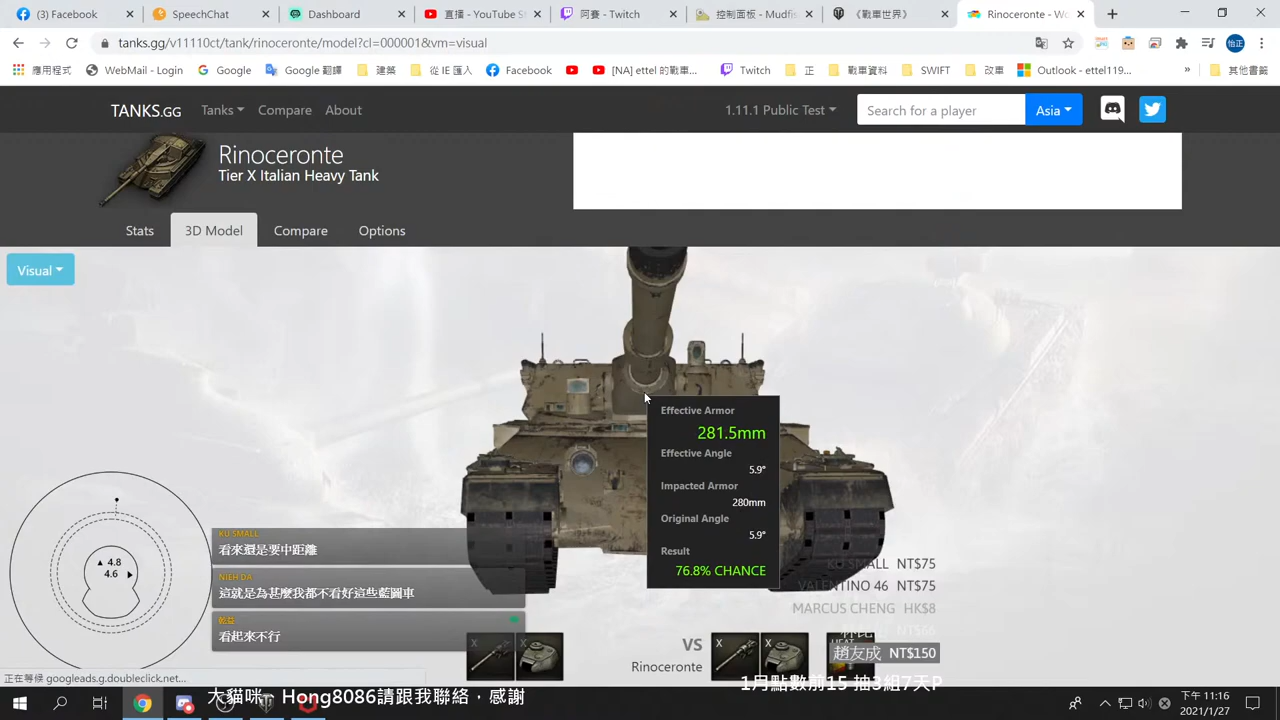 (3) Facebook
SpeechChat
Dashboard
直播 - YouTube St
阿賽 - Twitch
控制面板 - Mudfis
《戰車世界》
Rinoceronte - Wo
tanks.gg/v11110ct/tank/rinoceronte/model?cl=000001&vm=visual
怡正
應用程式
WebMail - Login
Google
Google 翻譯
建築
從 IE 匯入
Facebook
[NA] ettel 的戰車...
Twitch
正
戰車資料
SWIFT
改車
Outlook - ettel119...
»
其他書籤
TANKS.GG
Tanks
Compare
About
1.11.1 Public Test
Search for a player
Asia
Rinoceronte
Tier X Italian Heavy Tank
Stats
3D Model
Compare
Options
Visual
Effective Armor
281.5mm
Effective Angle
5.9°
Impacted Armor
280mm
Original Angle
5.9°
Result
76.8% CHANCE
▲ 4.8
4.6 ▶
KU SMALL
看來還是要中距離
NIEH DA
這就是為甚麼我都不看好這些藍圖車
乾益
看起來不行
KU SMALL NT$75
VALENTINO 46 NT$75
MARCUS CHENG HK$8
趙友成 NT$150
X
X
VS
Rinoceronte
X
X
HEAT
正在等候 googleads.g.doubleclick.net...
大貓咪 Hong8086請跟我聯絡，感謝
1月點數前15 抽3組7天P
下午 11:16
2021/1/27